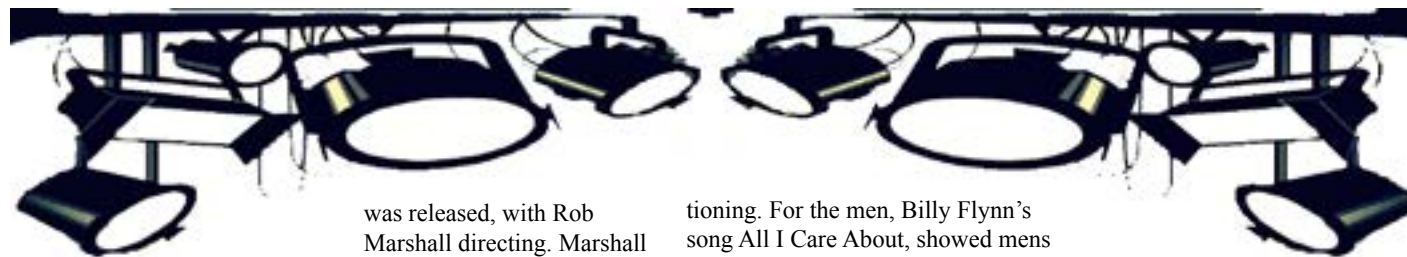 was released, with Rob
Marshall directing. Marshall
tioning. For the men, Billy Flynn’s
song All I Care About, showed mens